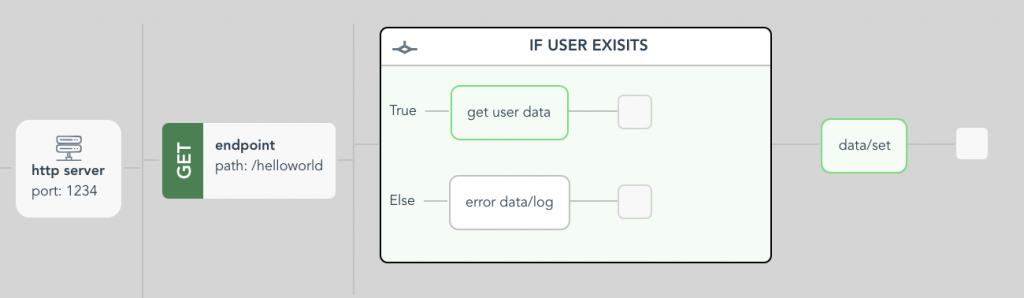 http server
port: 1234
GET
endpoint
path: /helloworld
IF USER EXISITS
True
get user data
Else
error data/log
data/set